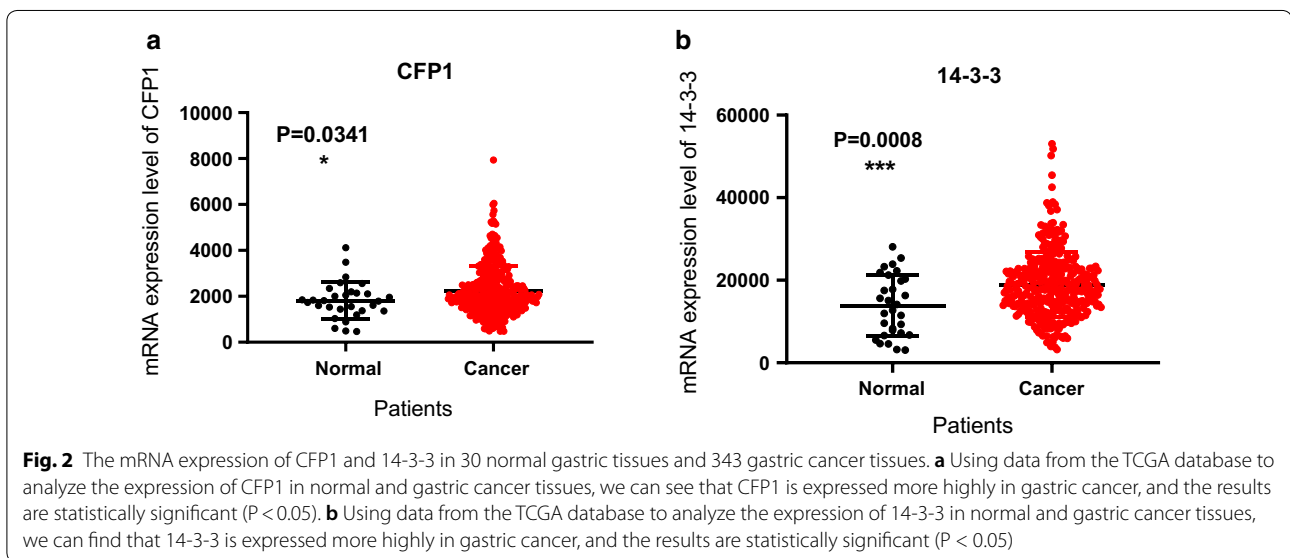 a
CFP1
mRNA expression level of CFP1
10000
8000
6000
4000
2000
0
P=0.0341
*
Normal
Cancer
Patients
b
14-3-3
mRNA expression level of 14-3-3
60000
40000
20000
0
P=0.0008
***
Normal
Cancer
Patients
Fig. 2 The mRNA expression of CFP1 and 14-3-3 in 30 normal gastric tissues and 343 gastric cancer tissues. a Using data from the TCGA database to
analyze the expression of CFP1 in normal and gastric cancer tissues, we can see that CFP1 is expressed more highly in gastric cancer, and the results
are statistically significant (P < 0.05). b Using data from the TCGA database to analyze the expression of 14-3-3 in normal and gastric cancer tissues,
we can find that 14-3-3 is expressed more highly in gastric cancer, and the results are statistically significant (P < 0.05)